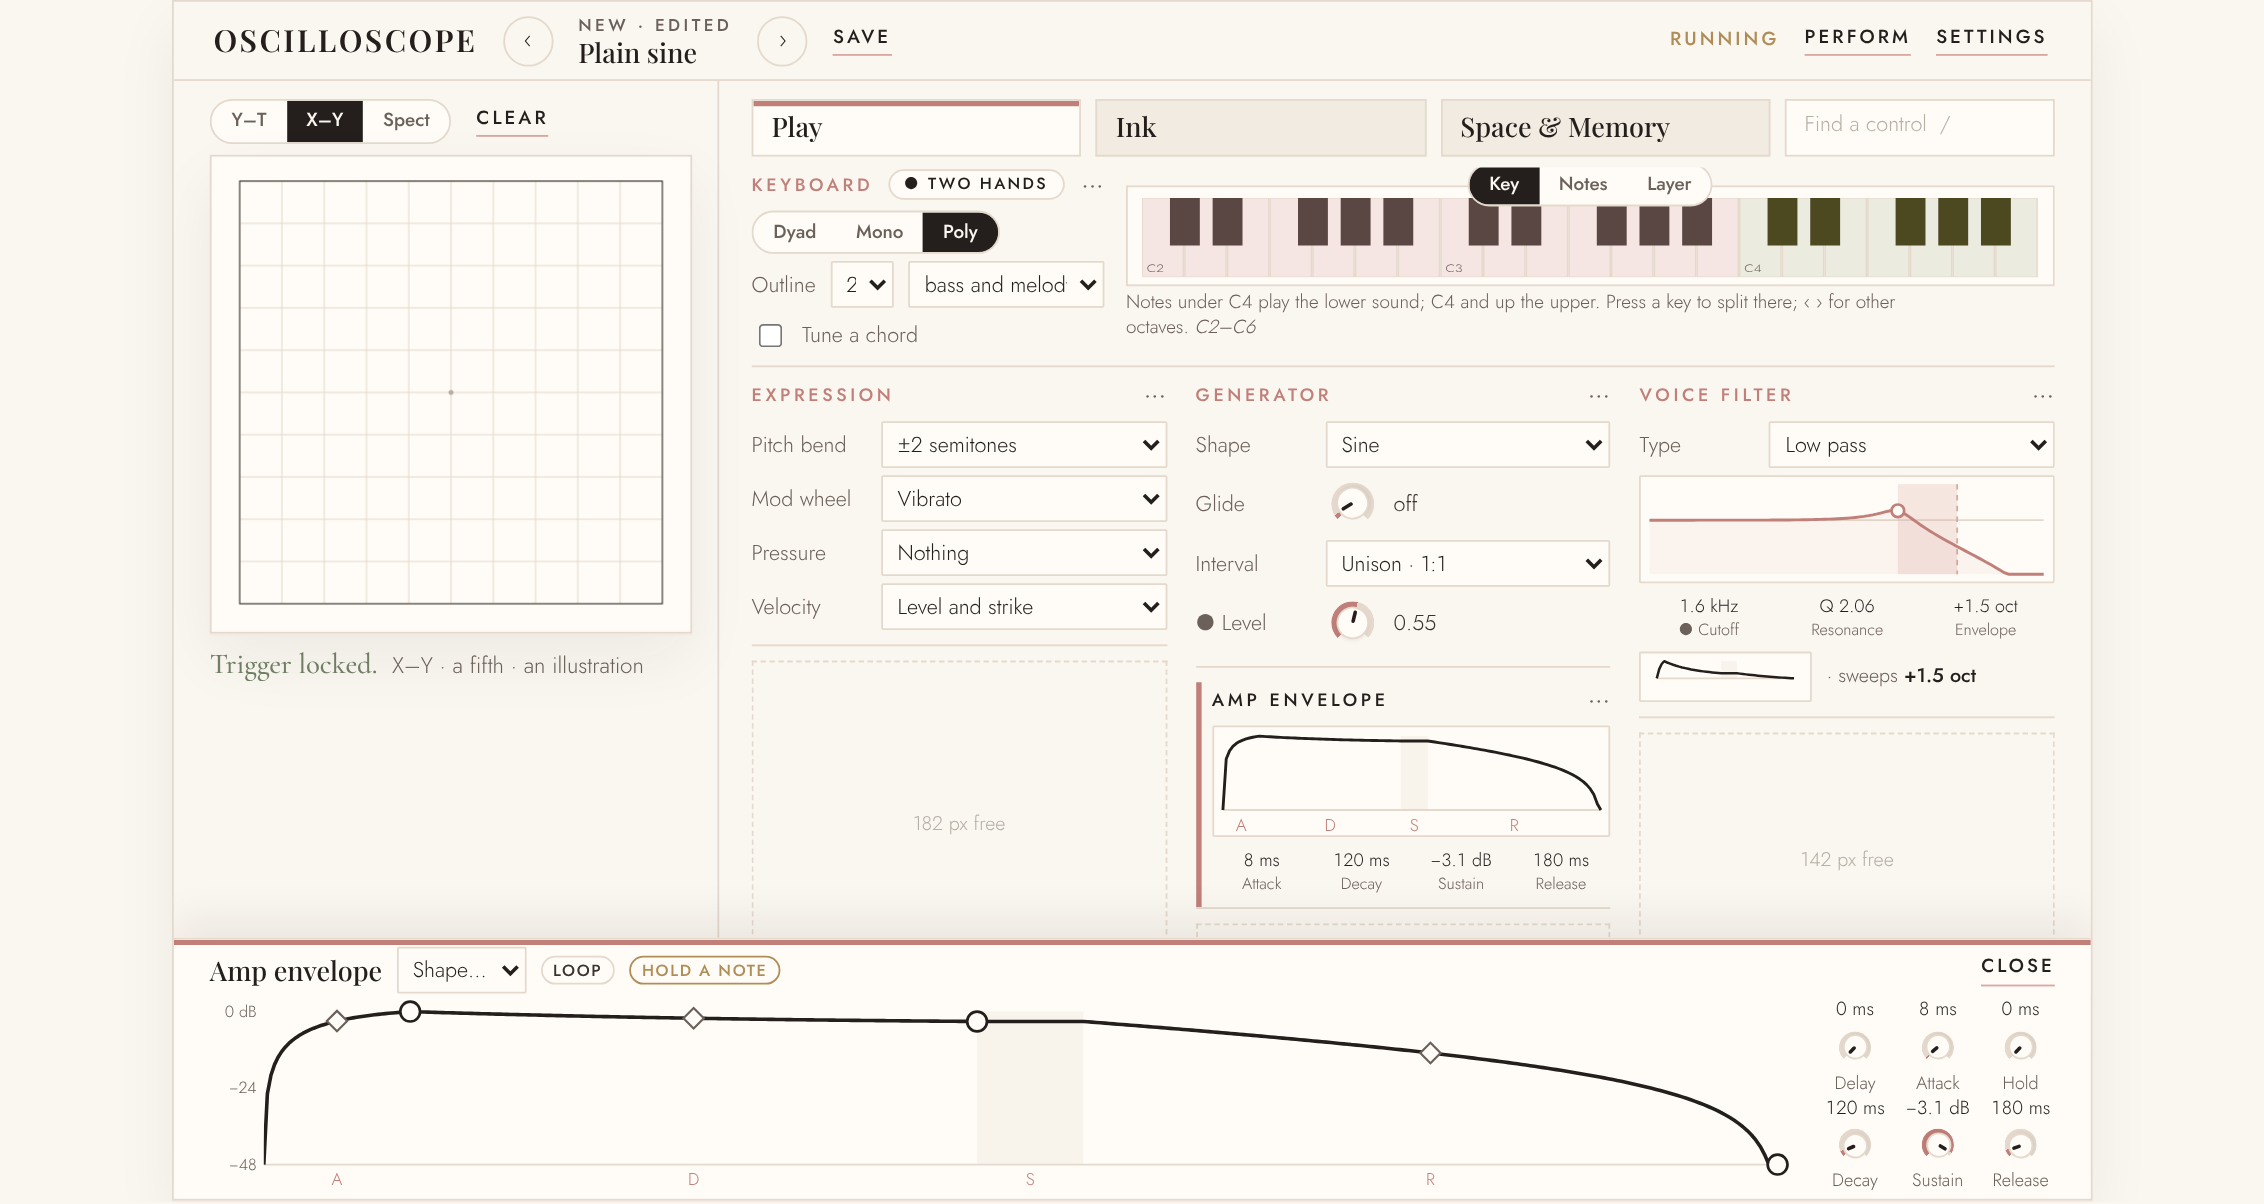 OSCILLOSCOPE
‹
NEW · EDITED
Plain sine
›
SAVE
RUNNING
PERFORM
SETTINGS
Y–T
X–Y
Spect
CLEAR
Trigger locked. X–Y · a fifth · an illustration
Play
Ink
Space & Memory
Find a control /
KEYBOARD
TWO HANDS
···
Dyad
Mono
Poly
Outline
2
bass and melod
Tune a chord
Key
Notes
Layer
C2
C3
C4
Notes under C4 play the lower sound; C4 and up the upper. Press a key to split there; ‹ › for other
octaves. C2–C6
EXPRESSION
···
Pitch bend
±2 semitones
Mod wheel
Vibrato
Pressure
Nothing
Velocity
Level and strike
182 px free
GENERATOR
···
Shape
Sine
Glide
off
Interval
Unison · 1:1
Level
0.55
AMP ENVELOPE
···
A
D
S
R
8 ms
120 ms
−3.1 dB
180 ms
Attack
Decay
Sustain
Release
VOICE FILTER
···
Type
Low pass
1.6 kHz
Q 2.06
+1.5 oct
Cutoff
Resonance
Envelope
· sweeps +1.5 oct
142 px free
Amp envelope
Shape...
LOOP
HOLD A NOTE
CLOSE
0 dB
−24
−48
A
D
S
R
0 ms
8 ms
0 ms
Delay
Attack
Hold
120 ms
−3.1 dB
180 ms
Decay
Sustain
Release